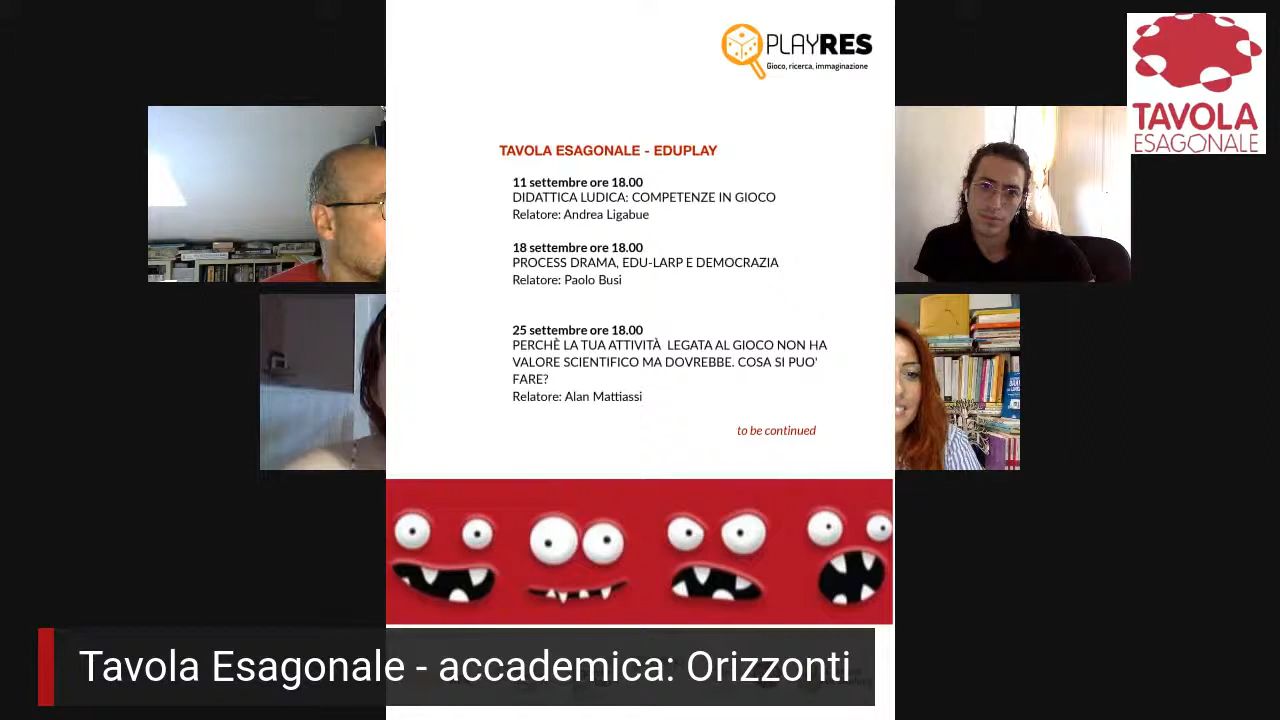 PLAYRES
Gioco, ricerca, immaginazione
TAVOLA
ESAGONALE
TAVOLA ESAGONALE - EDUPLAY
11 settembre ore 18.00
DIDATTICA LUDICA: COMPETENZE IN GIOCO
Relatore: Andrea Ligabue
18 settembre ore 18.00
PROCESS DRAMA, EDU-LARP E DEMOCRAZIA
Relatore: Paolo Busi
25 settembre ore 18.00
PERCHÈ LA TUA ATTIVITÀ LEGATA AL GIOCO NON HA
VALORE SCIENTIFICO MA DOVREBBE. COSA SI PUO'
FARE?
Relatore: Alan Mattiassi
to be continued
Tavola Esagonale - accademica: Orizzonti